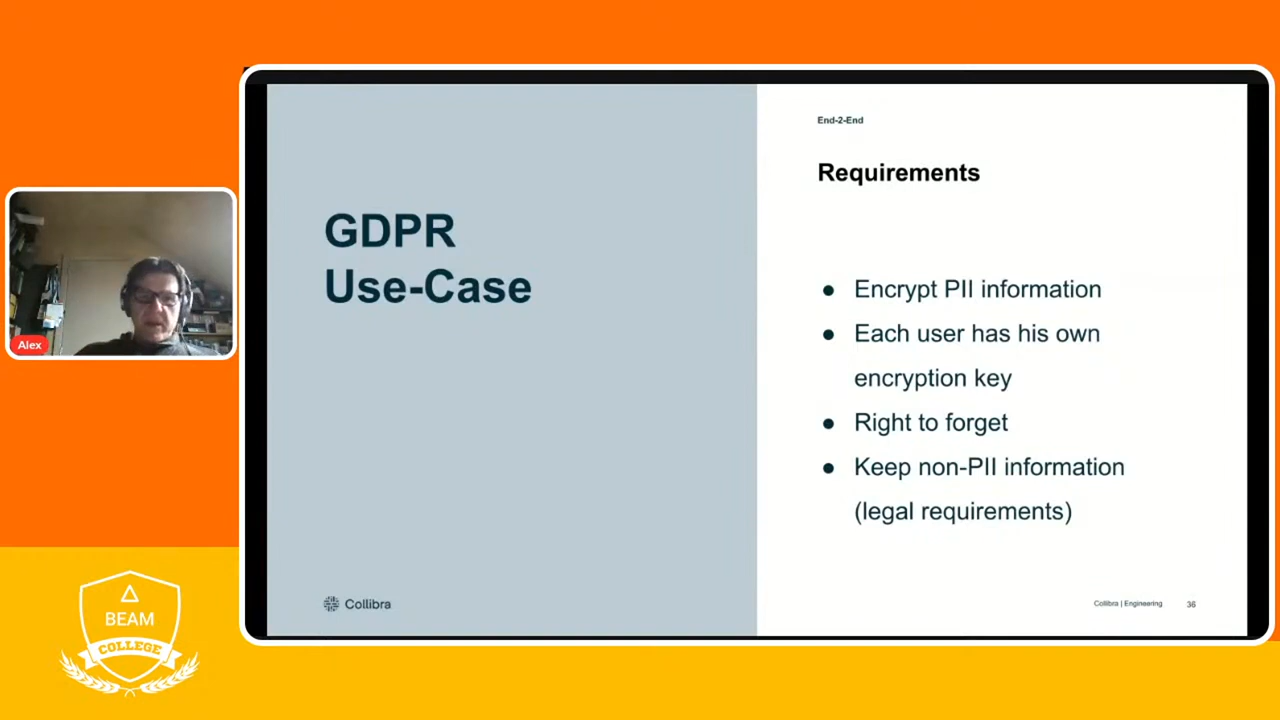 GDPR
Use-Case
End-2-End
Requirements
● Encrypt PII information
● Each user has his own
encryption key
● Right to forget
● Keep non-PII information
(legal requirements)
Collibra
Collibra | Engineering
36
Alex
BEAM
COLLEGE